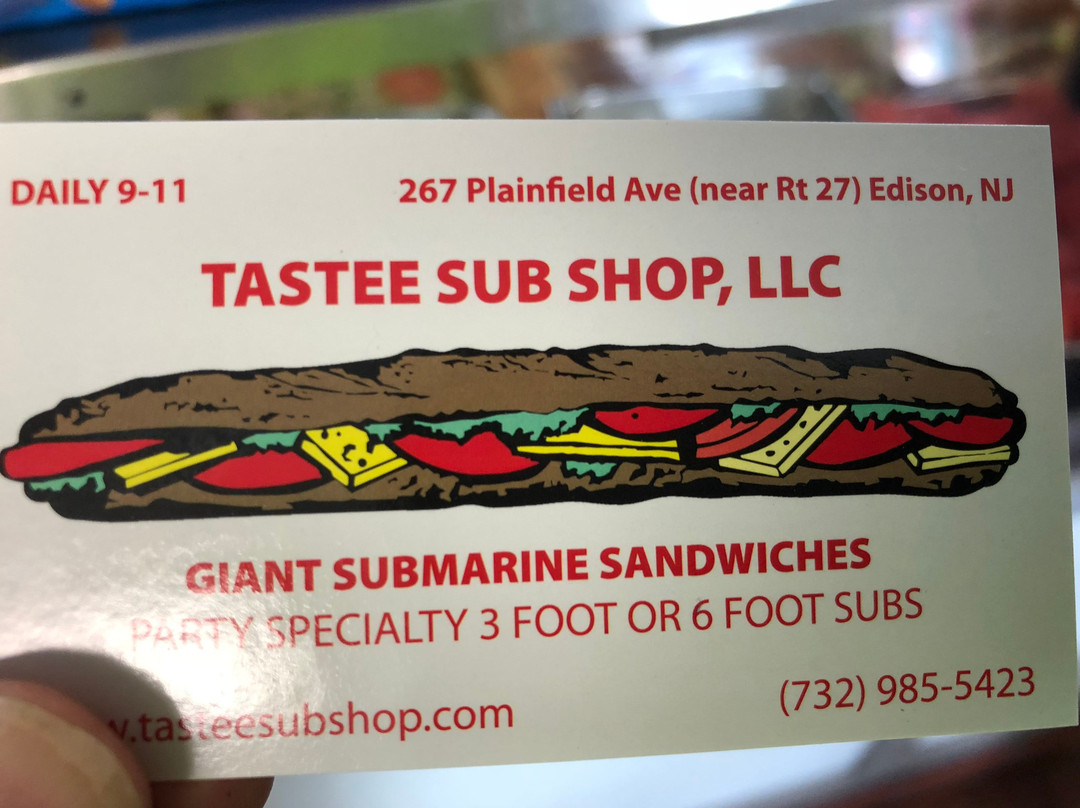 DAILY 9-11
267 Plainfield Ave (near Rt 27) Edison, NJ
TASTEE SUB SHOP, LLC
GIANT SUBMARINE SANDWICHES
PARTY SPECIALTY 3 FOOT OR 6 FOOT SUBS
.tasteesubshop.com
(732) 985-5423